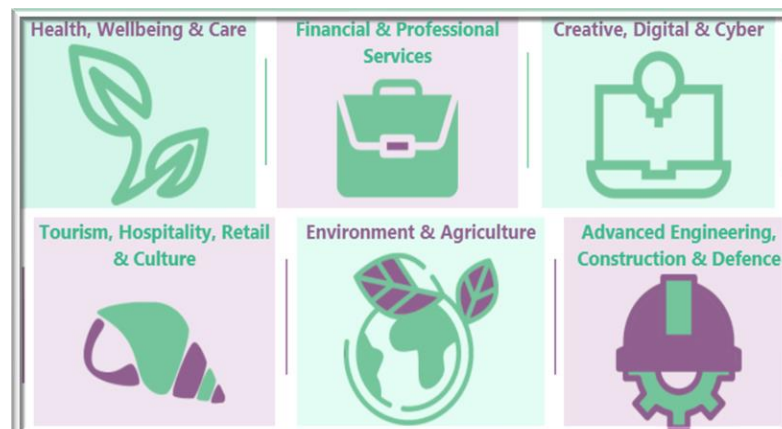 Health, Wellbeing & Care
Financial & Professional
Services
Creative, Digital & Cyber
Tourism, Hospitality, Retail
& Culture
Environment & Agriculture
Advanced Engineering,
Construction & Defence